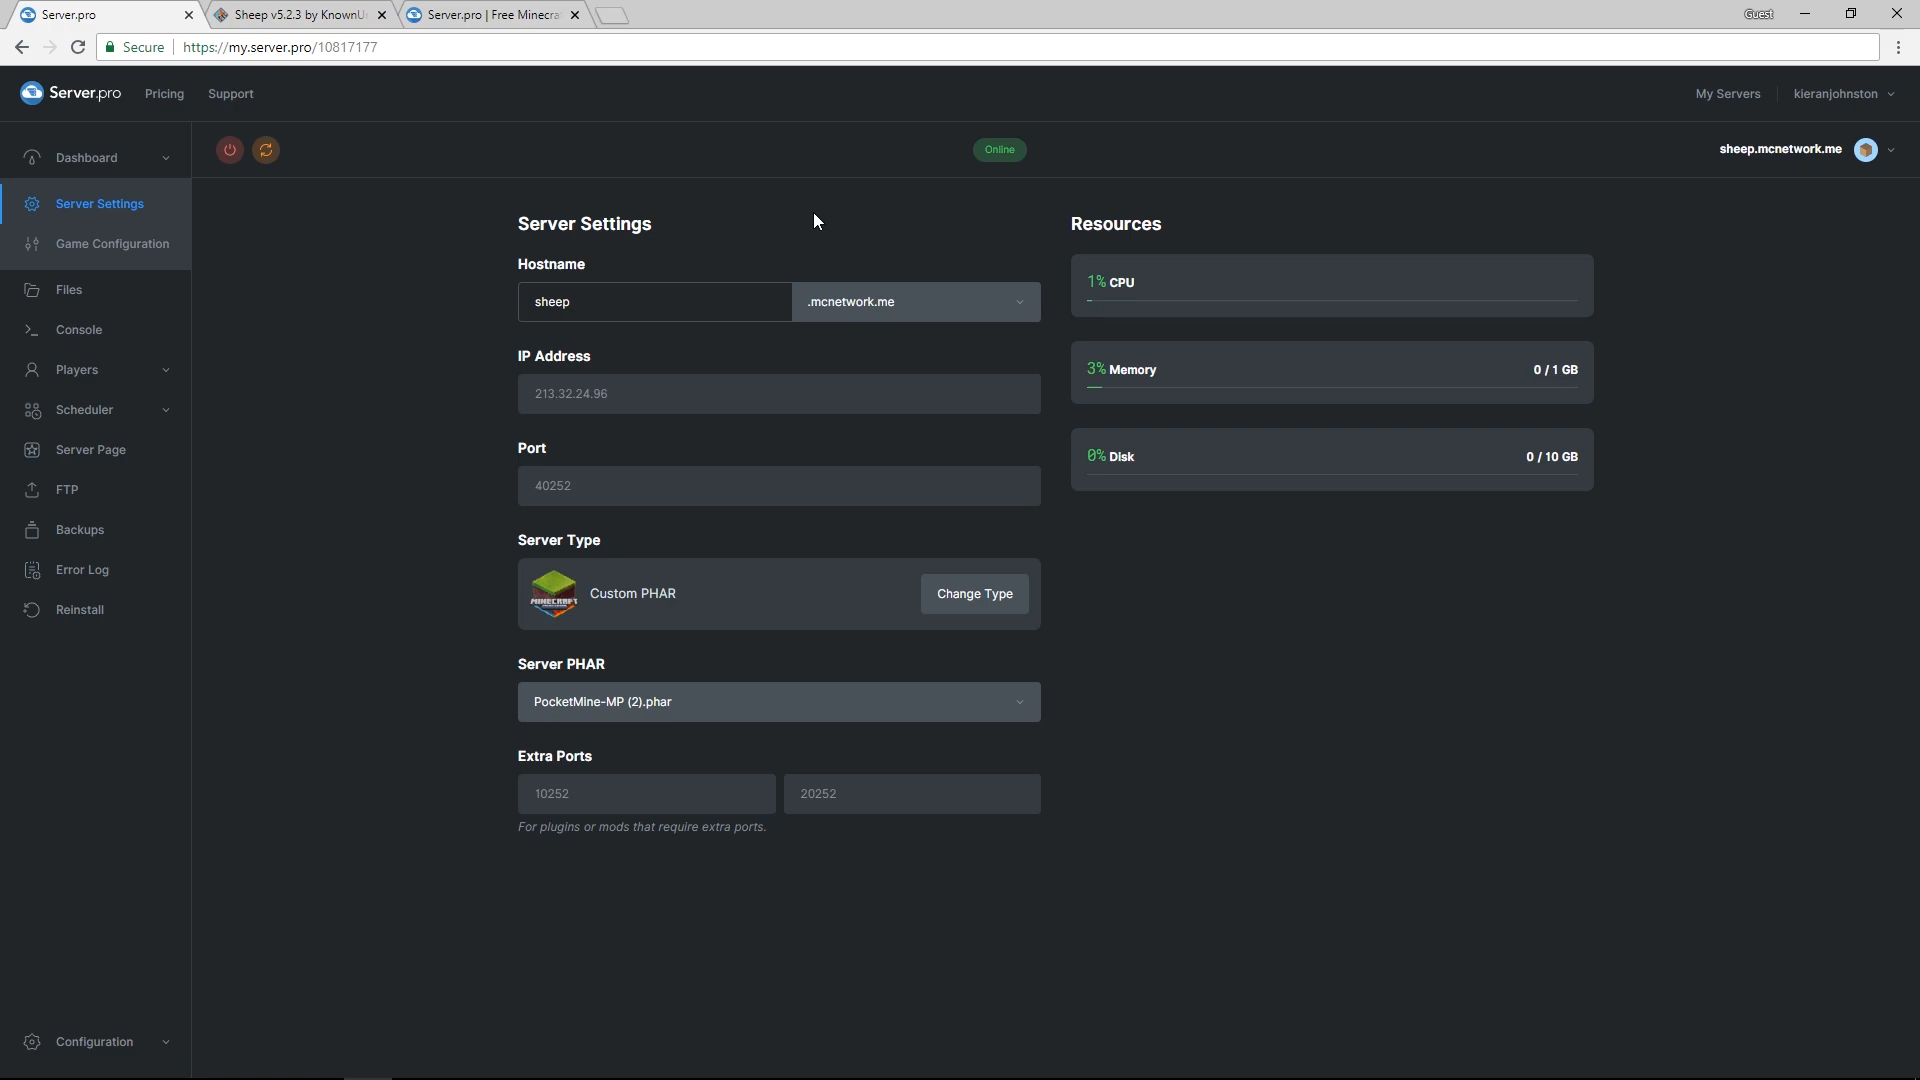 Server.pro
Sheep v5.2.3 by KnownU
Server.pro | Free Minecra
Guest
Secure
https://my.server.pro/10817177
Server.pro
Pricing
Support
My Servers
kieranjohnston
Dashboard
Online
sheep.mcnetwork.me
Server Settings
Game Configuration
Files
Console
Players
Scheduler
Server Page
FTP
Backups
Error Log
Reinstall
Configuration
Server Settings
Hostname
sheep
.mcnetwork.me
IP Address
213.32.24.96
Port
40252
Server Type
MINECRAFT
Custom PHAR
Change Type
Server PHAR
PocketMine-MP (2).phar
Extra Ports
10252
20252
For plugins or mods that require extra ports.
Resources
1% CPU
3% Memory
0 / 1 GB
0% Disk
0 / 10 GB